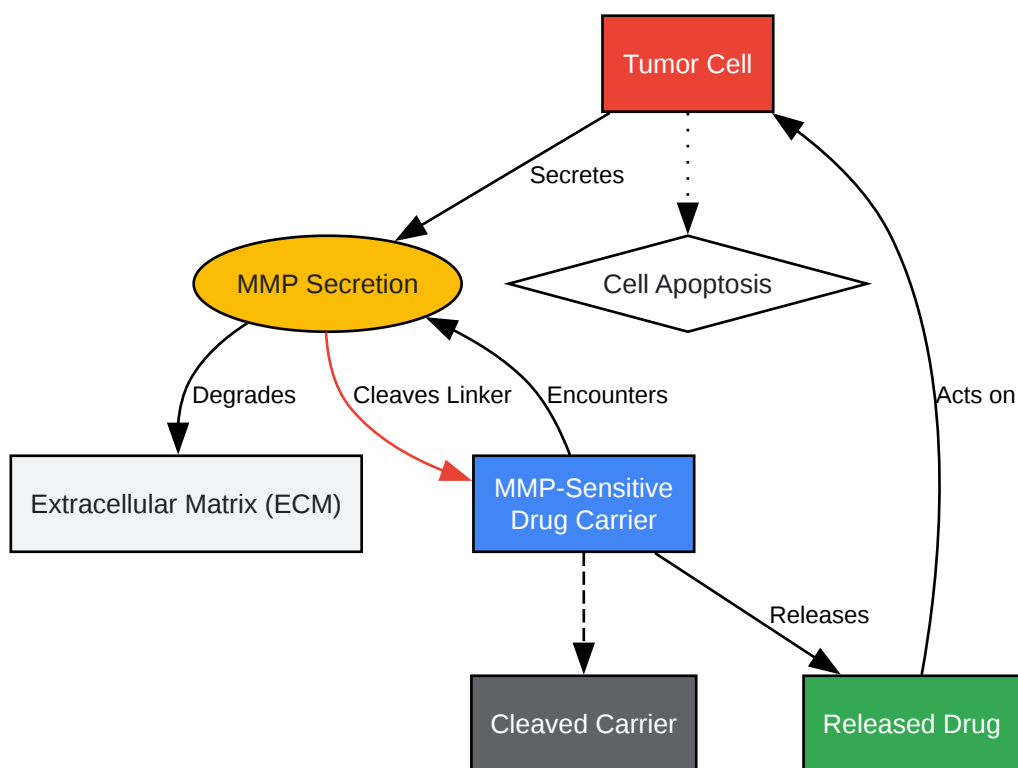 Tumor Cell
Secretes
MMP Secretion
Cell Apoptosis
Degrades
Cleaves Linker
Encounters
Acts on
Extracellular Matrix (ECM)
MMP-Sensitive
Drug Carrier
Releases
Cleaved Carrier
Released Drug